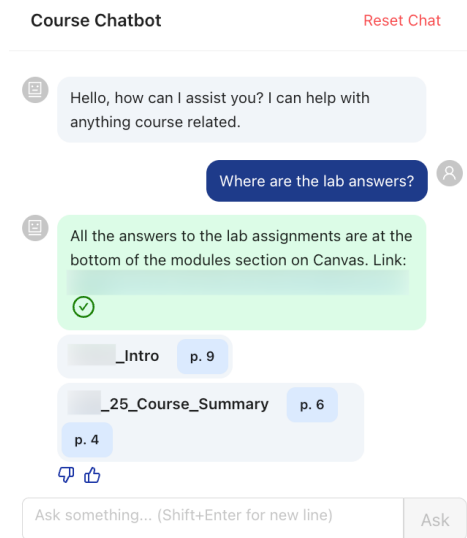 Course Chatbot
Reset Chat
Hello, how can I assist you? I can help with
anything course related.
Where are the lab answers?
All the answers to the lab assignments are at the
bottom of the modules section on Canvas. Link:
_Intro
p. 9
_25_Course_Summary
p. 6
p. 4
Ask something... (Shift+Enter for new line)
Ask